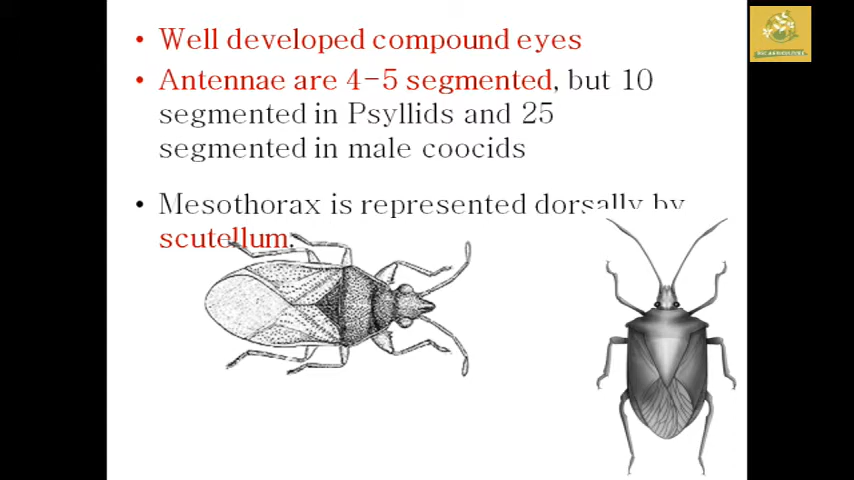 • Well developed compound eyes
• Antennae are 4-5 segmented, but 10
segmented in Psyllids and 25
segmented in male coocids
• Mesothorax is represented dorsally by
scutellum.